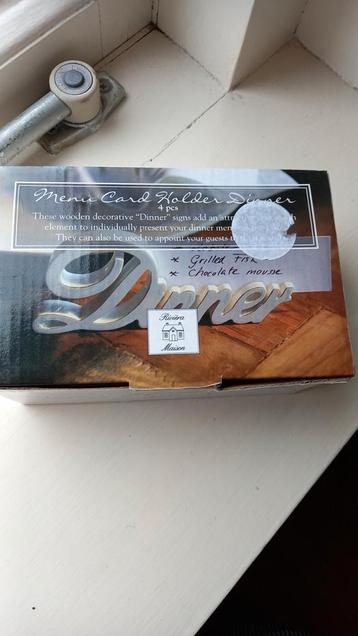 Menu Card Holder Dinner
4 pcs
These wooden decorative "Dinner" signs add an
element to individually present your dinner
They can also be used to appoint your guests
* Grilled Fish
* Chocolate mousse
Dinner
Rivièra
Maison